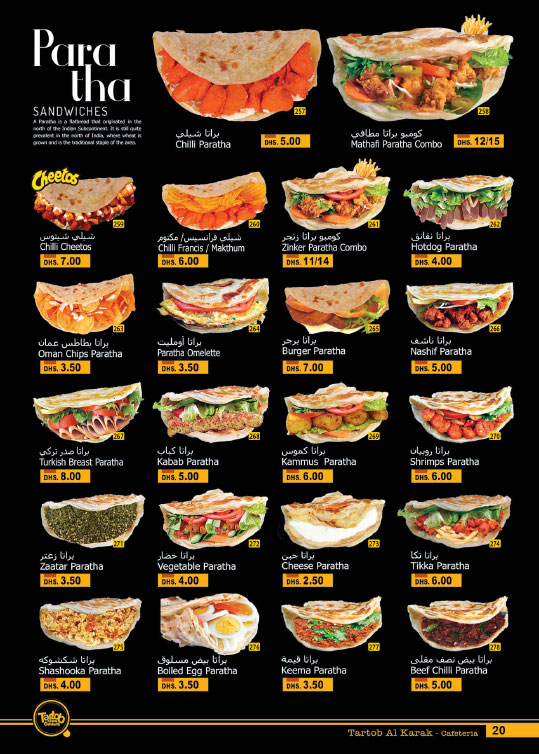 Para
tha
SANDWICHES
A Paratha is a flatbread that originated in the
north of the Indian Subcontinent. It is still quite
prevalent in the north of India, where wheat is
grown and is the traditional staple of the area.
257
براتا شيلي
Chilli Paratha
DHS. 5.00
258
كومبو براتا مطافي
Mathafi Paratha Combo
DHS. 12/15
Cheetos
259
شيلي شيتوس
Chilli Cheetos
DHS. 7.00
260
شيلي فرانسيس/ مكتوم
Chilli Francis / Makthum
DHS. 6.00
261
كومبو براتا زنجر
Zinker Paratha Combo
DHS. 11/14
262
براتا نقانق
Hotdog Paratha
DHS. 4.00
263
براتا بطاطس عمان
Oman Chips Paratha
DHS. 3.50
264
براتا أومليت
Paratha Omelette
DHS. 3.50
265
براتا برجر
Burger Paratha
DHS. 7.00
266
براتا ناشف
Nashif Paratha
DHS. 5.00
267
براتا صدر تركي
Turkish Breast Paratha
DHS. 8.00
268
براتا كباب
Kabab Paratha
DHS. 5.00
269
براتا كموس
Kammus Paratha
DHS. 6.00
270
براتا روبيان
Shrimps Paratha
DHS. 6.00
271
براتا زعتر
Zaatar Paratha
DHS. 3.50
272
براتا خضار
Vegetable Paratha
DHS. 4.00
273
براتا جبن
Cheese Paratha
DHS. 2.50
274
براتا تكا
Tikka Paratha
DHS. 6.00
275
براتا شكشوكه
Shashooka Paratha
DHS. 4.00
276
براتا بيض مسلوق
Boiled Egg Paratha
DHS. 3.50
277
براتا قيمة
Keema Paratha
DHS. 3.50
278
براتا بيض نصف مقلي
Beef Chilli Paratha
DHS. 5.00
Tartob
Tartob Al Karak - Cafeteria
20